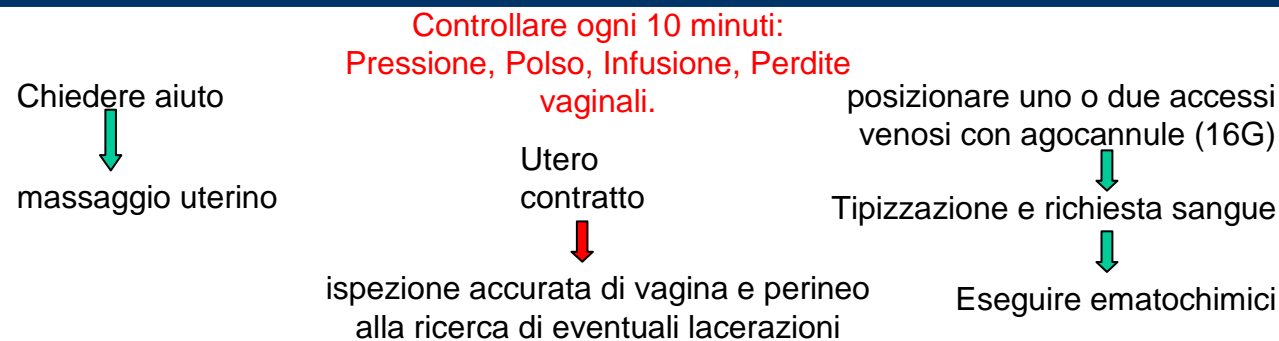 Controllare ogni 10 minuti:
Pressione, Polso, Infusione, Perdite
vaginali.
Chiedere aiuto
massaggio uterino
Utero
contratto
ispezione accurata di vagina e perineo
alla ricerca di eventuali lacerazioni
posizionare uno o due accessi
venosi con agocannule (16G)
Tipizzazione e richiesta sangue
Eseguire ematochimici